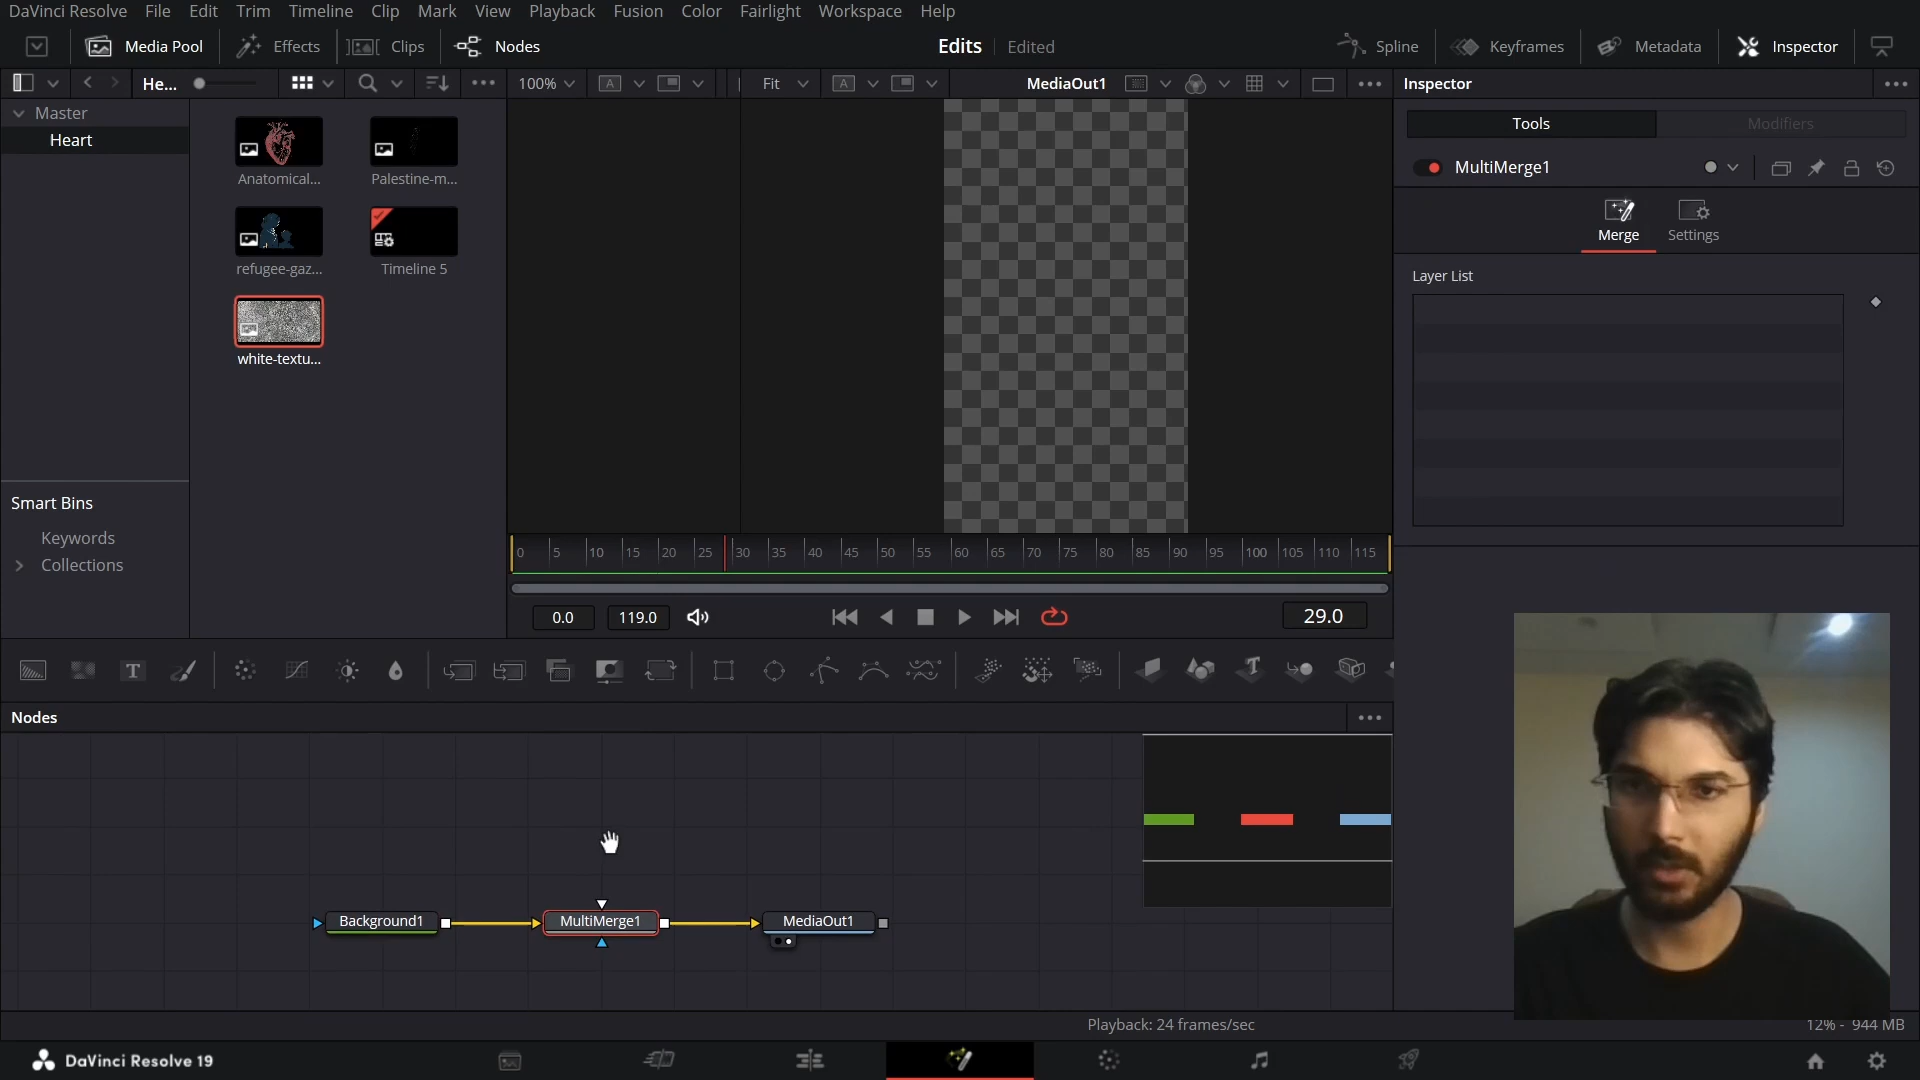 DaVinci Resolve File Edit Trim Timeline Clip Mark View Playback Fusion Color Fairlight Workspace Help
Media Pool Effects Clips Nodes Edits Edited Spline Keyframes Metadata Inspector
He... 100% A Fit A MediaOut1 Inspector
Master
Heart
Anatomical... Palestine-m...
refugee-gaz... Timeline 5
white-textu...
Smart Bins
Keywords
Collections
Tools Modifiers
MultiMerge1
Merge Settings
Layer List
0 5 10 15 20 25 30 35 40 45 50 55 60 65 70 75 80 85 90 95 100 105 110 115
0.0 119.0 29.0
T T
Nodes
Background1 MultiMerge1 MediaOut1
Playback: 24 frames/sec 12% - 944 MB
DaVinci Resolve 19